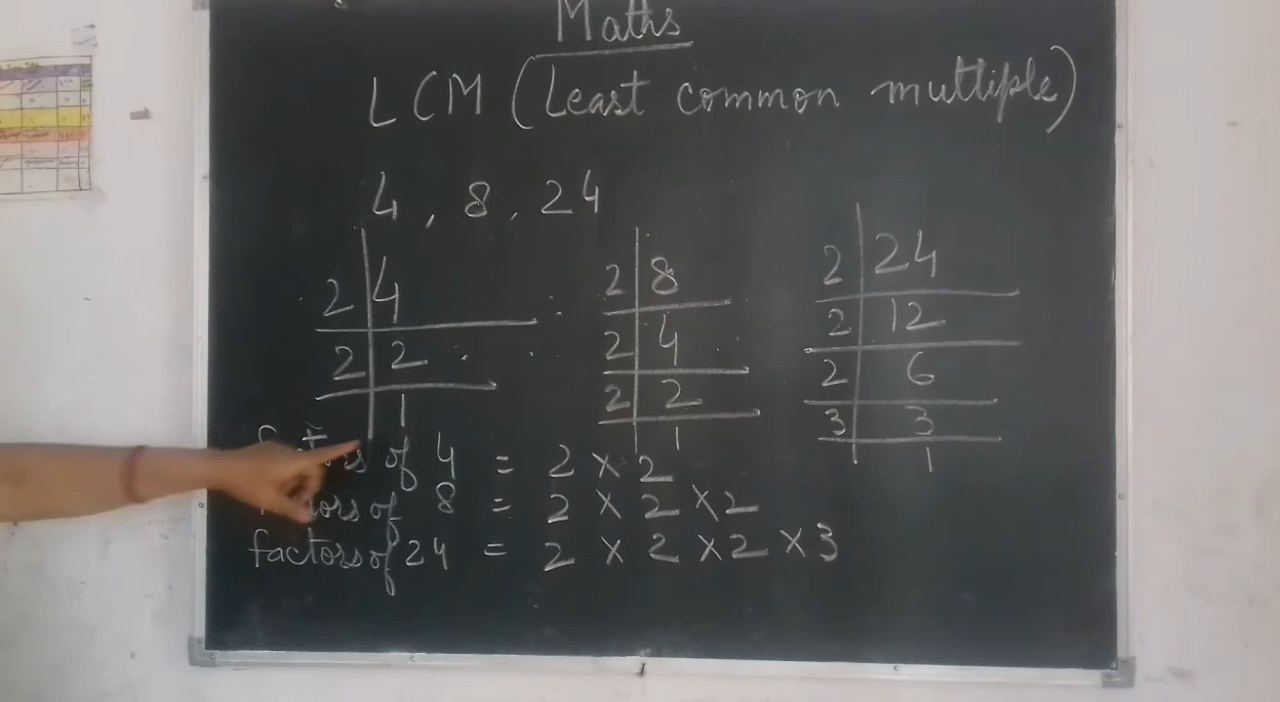 Maths
LCM (Least common multiple)
4, 8, 24
2 4
2 2
1
2 8
2 4
2 2
1
2 24
2 12
2 6
3 3
1
of 4 = 2 × 2
of 8 = 2 × 2 × 2
factors of 24 = 2 × 2 × 2 × 3